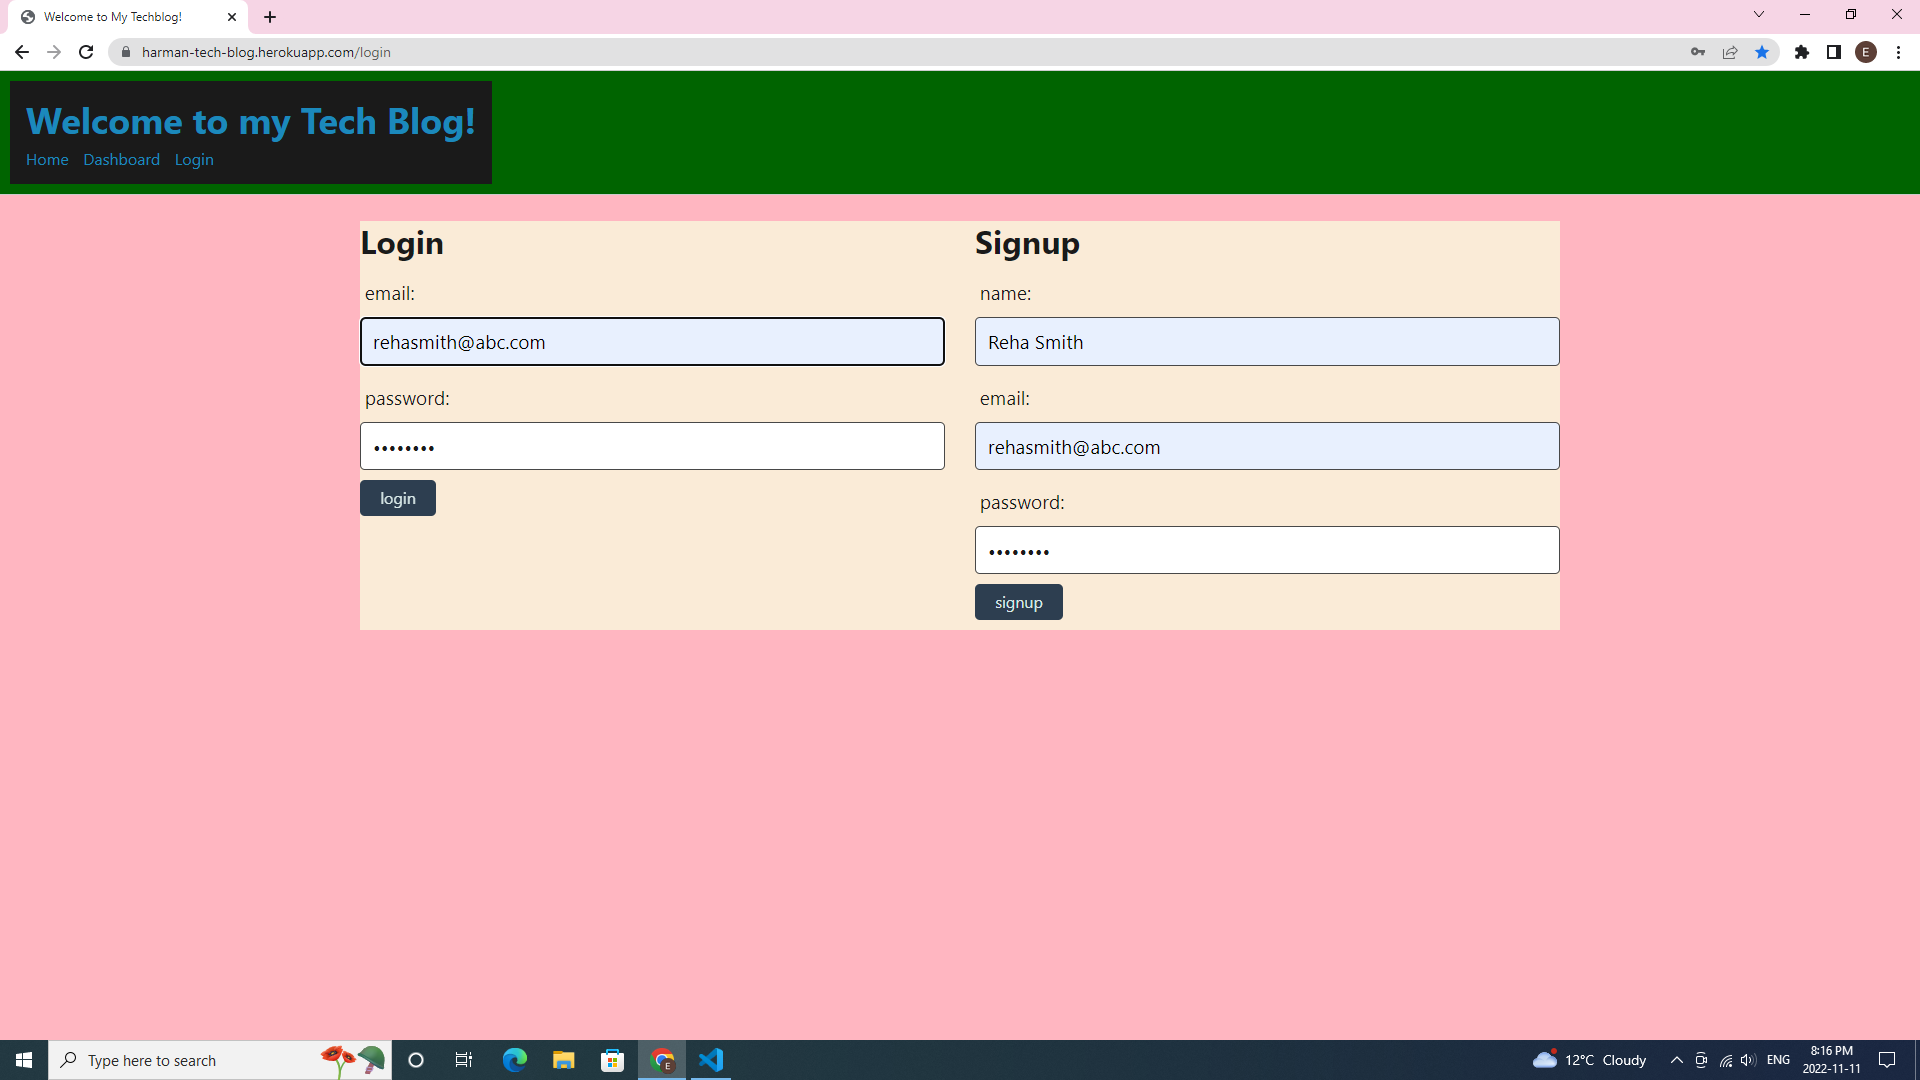 Welcome to My Techblog!
harman-tech-blog.herokuapp.com/login
E
Welcome to my Tech Blog!
Home Dashboard Login
Login
email:
rehasmith@abc.com
password:
••••••••
login
Signup
name:
Reha Smith
email:
rehasmith@abc.com
password:
••••••••
signup
Type here to search
E
12°C Cloudy
ENG
8:16 PM
2022-11-11